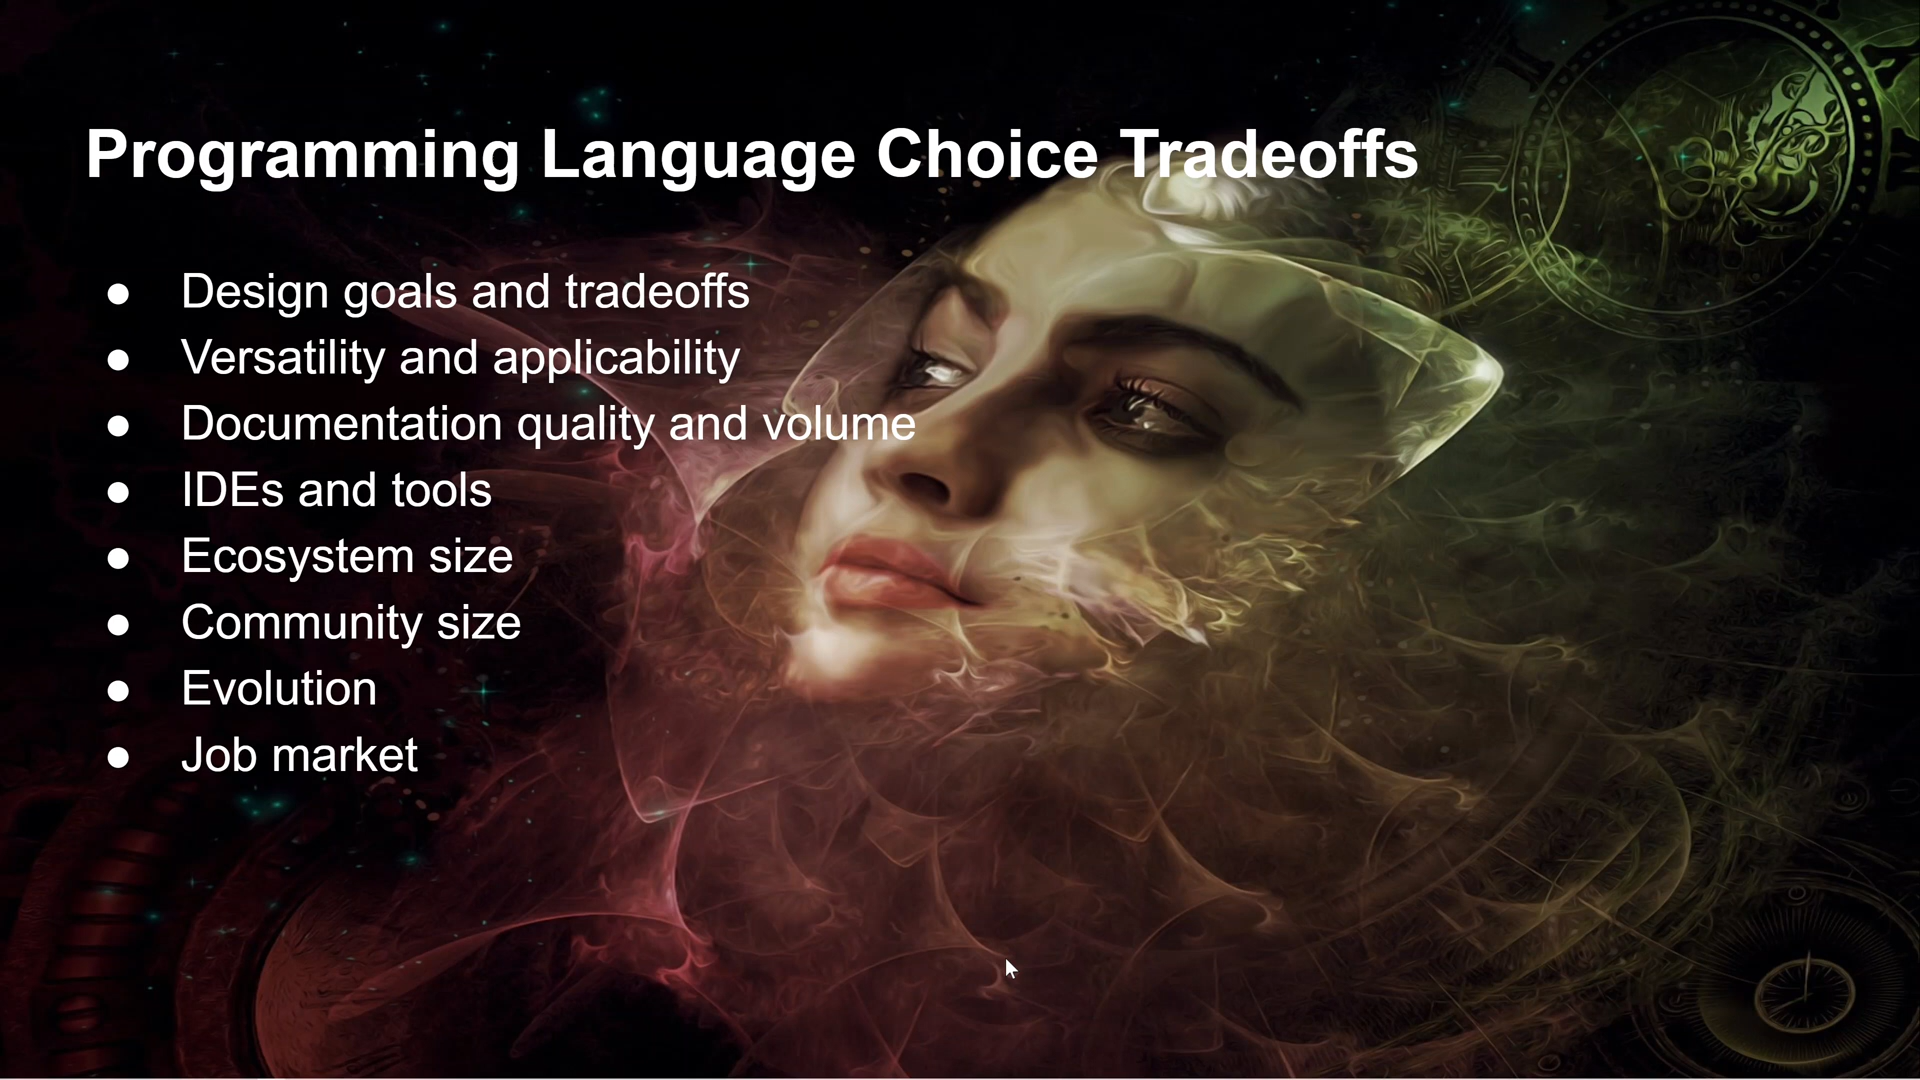 Programming Language Choice Tradeoffs
● Design goals and tradeoffs
● Versatility and applicability
● Documentation quality and volume
● IDEs and tools
● Ecosystem size
● Community size
● Evolution
● Job market